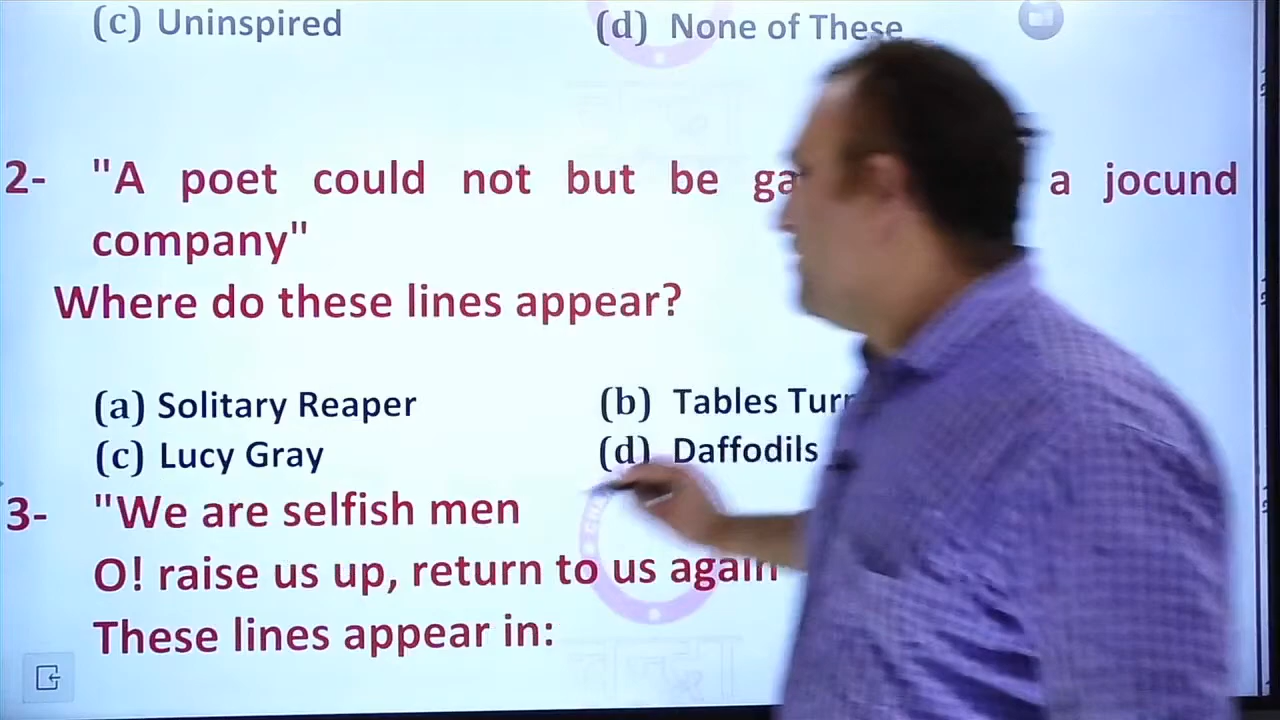 (c) Uninspired (d) None of These
2- "A poet could not but be a jocund
company"
Where do these lines appear?
(a) Solitary Reaper (b) Tables
(c) Lucy Gray (d) Daffodils
3- "We are selfish men
O! raise us up, return to us again
These lines appear in: